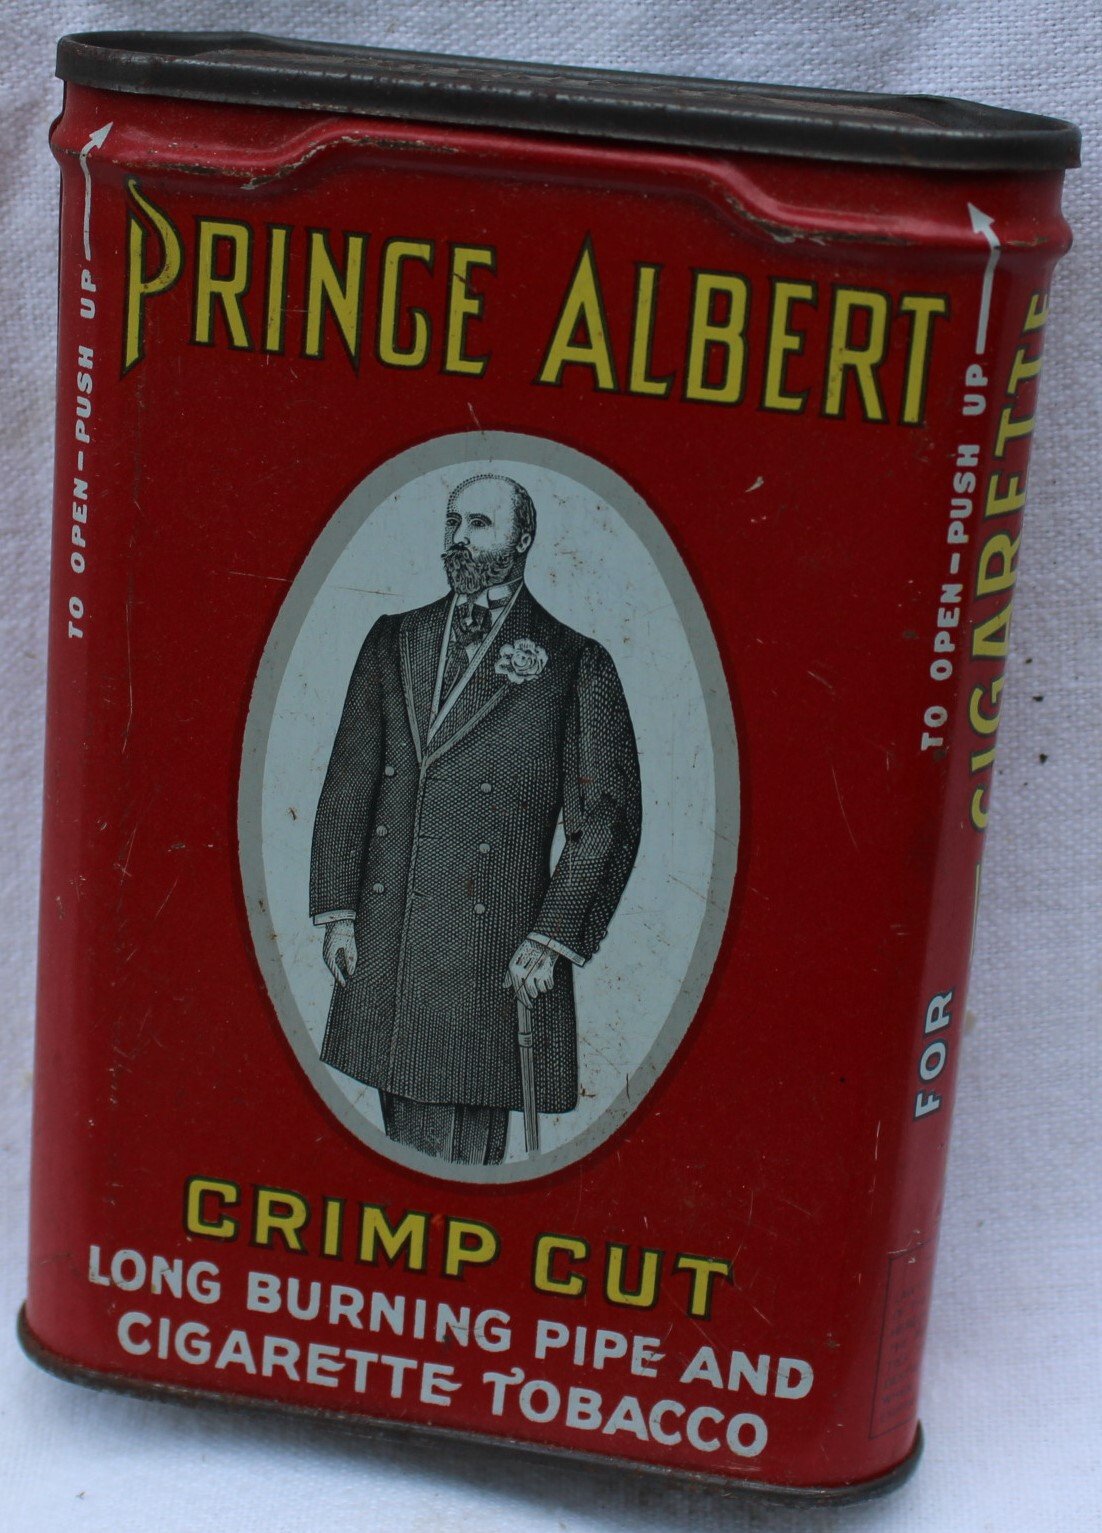 PRINCE ALBERT
TO OPEN-PUSH UP
TO OPEN-PUSH UP
CRIMP CUT
LONG BURNING PIPE AND
CIGARETTE TOBACCO
FOR
CIGARETTE